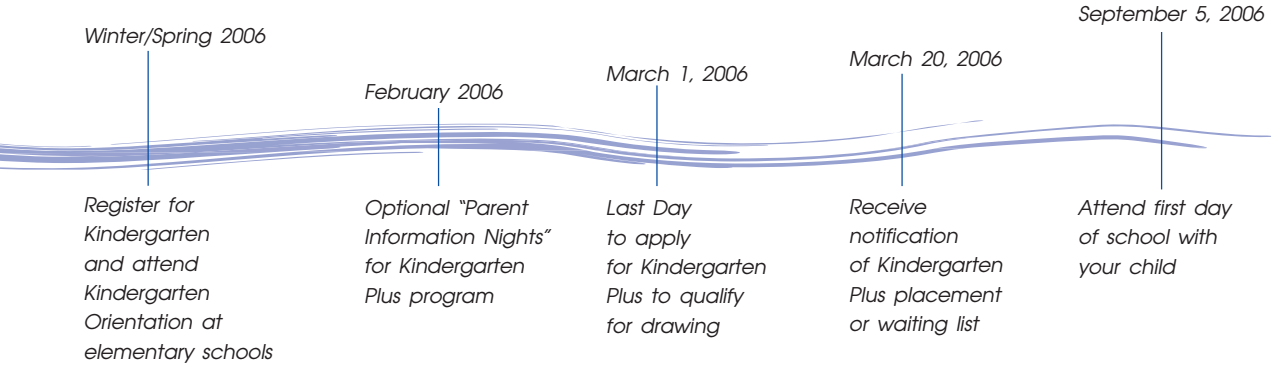 Winter/Spring 2006
Register for
Kindergarten
and attend
Kindergarten
Orientation at
elementary schools
February 2006
Optional “Parent
Information Nights”
for Kindergarten
Plus program
March 1, 2006
Last Day
to apply
for Kindergarten
Plus to qualify
for drawing
March 20, 2006
Receive
notification
of Kindergarten
Plus placement
or waiting list
September 5, 2006
Attend first day
of school with
your child